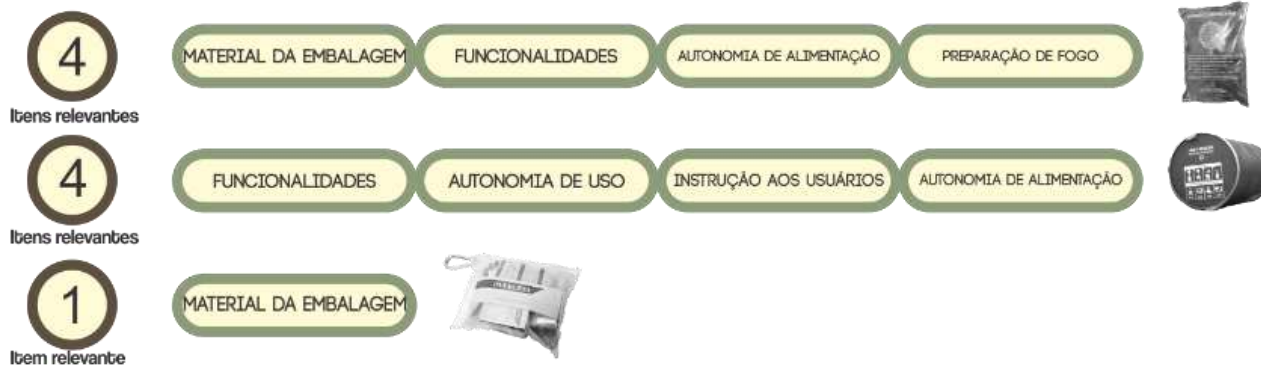 4
Itens relevantes
MATERIAL DA EMBALAGEM
FUNCIONALIDADES
AUTONOMIA DE ALIMENTAÇÃO
PREPARAÇÃO DE FOGO
4
Itens relevantes
FUNCIONALIDADES
AUTONOMIA DE USO
INSTRUÇÃO AOS USUÁRIOS
AUTONOMIA DE ALIMENTAÇÃO
1
Item relevante
MATERIAL DA EMBALAGEM